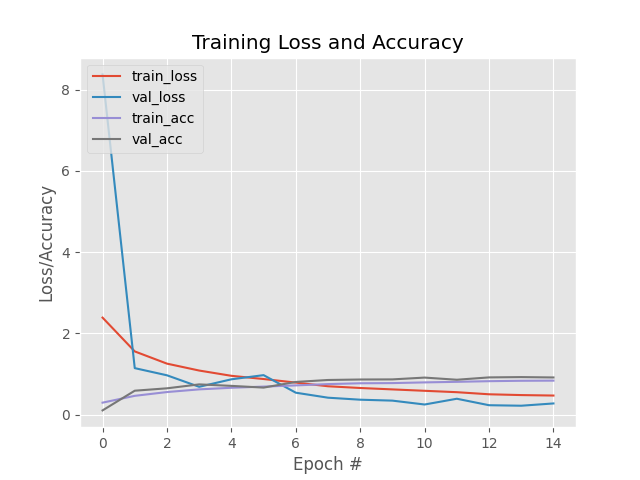 Training Loss and Accuracy
train_loss
val_loss
train_acc
val_acc
Loss/Accuracy
8
6
4
2
0
0 2 4 6 8 10 12 14
Epoch #